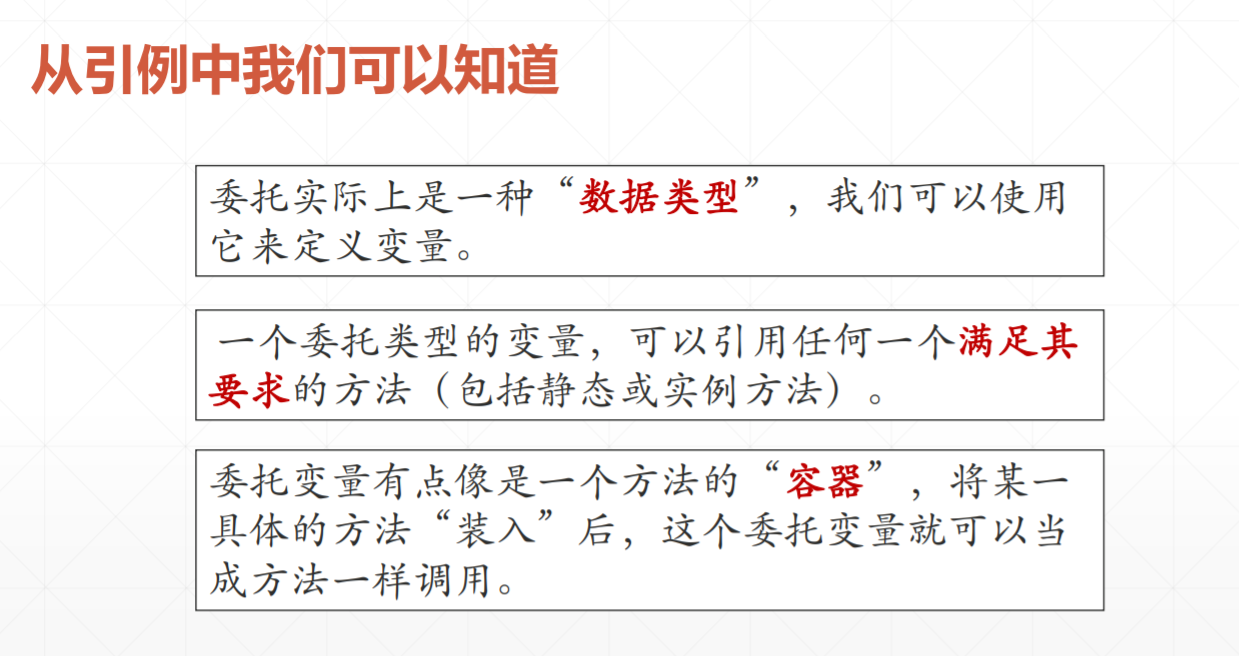 从引例中我们可以知道
委托实际上是一种“数据类型”，我们可以使用
它来定义变量。
一个委托类型的变量，可以引用任何一个满足其
要求的方法（包括静态或实例方法）。
委托变量有点像是一个方法的“容器”，将某一
具体的方法“装入”后，这个委托变量就可以当
成方法一样调用。